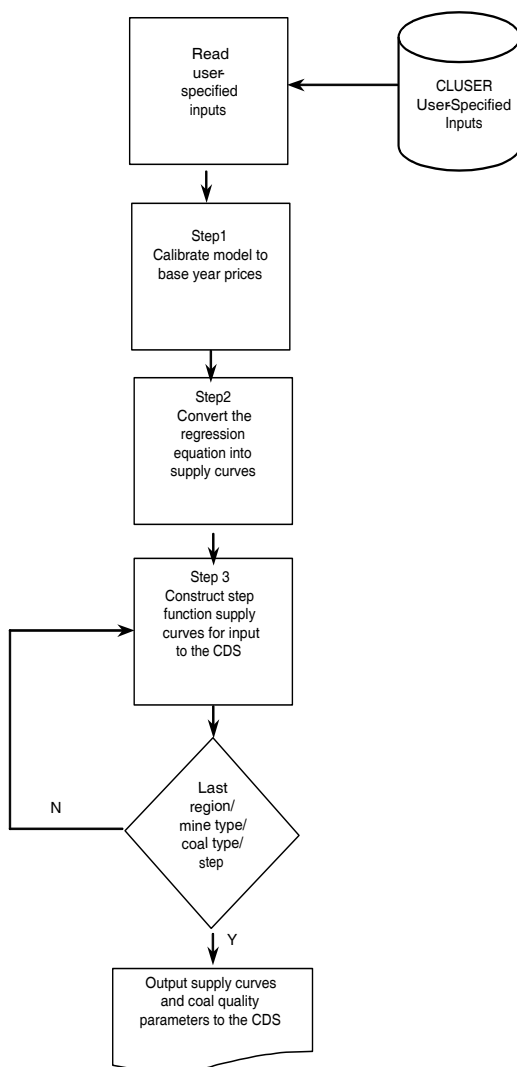 Read
user-
specified
inputs
CLUSER
User-Specified
Inputs
Step1
Calibrate model to
base year prices
Step2
Convert the
regression
equation into
supply curves
Step 3
Construct step
function supply
curves for input
to the CDS
Last
region/
mine type/
coal type/
step
N
Y
Output supply curves
and coal quality
parameters to the CDS